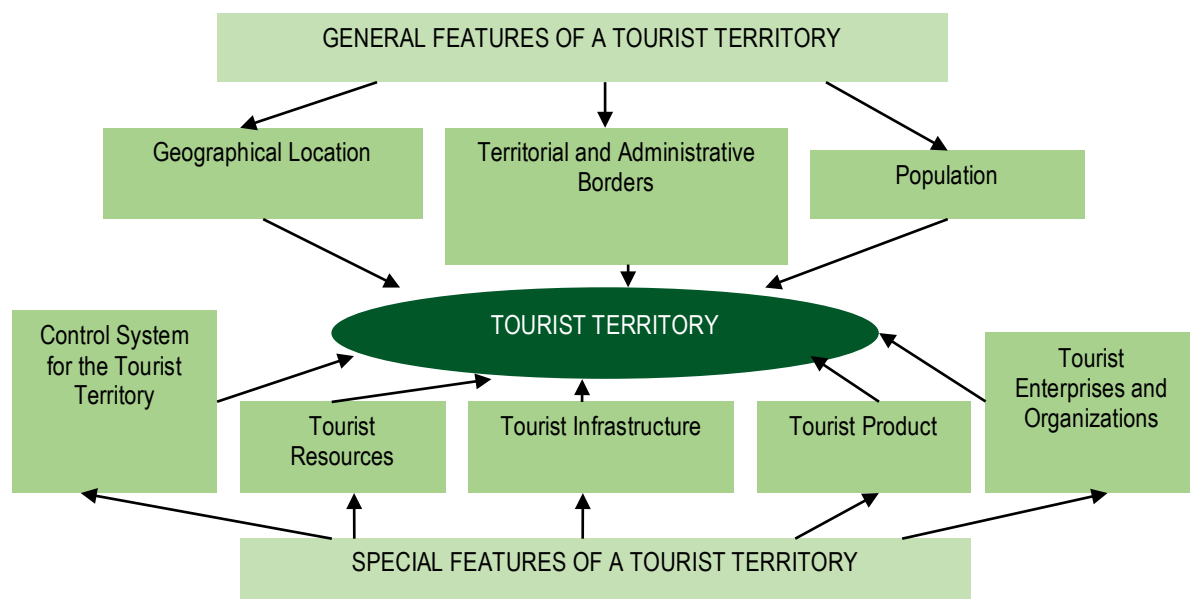 GENERAL FEATURES OF A TOURIST TERRITORY
Geographical Location
Territorial and Administrative
Borders
Population
TOURIST TERRITORY
Control System
for the Tourist
Territory
Tourist
Resources
Tourist Infrastructure
Tourist Product
Tourist
Enterprises and
Organizations
SPECIAL FEATURES OF A TOURIST TERRITORY